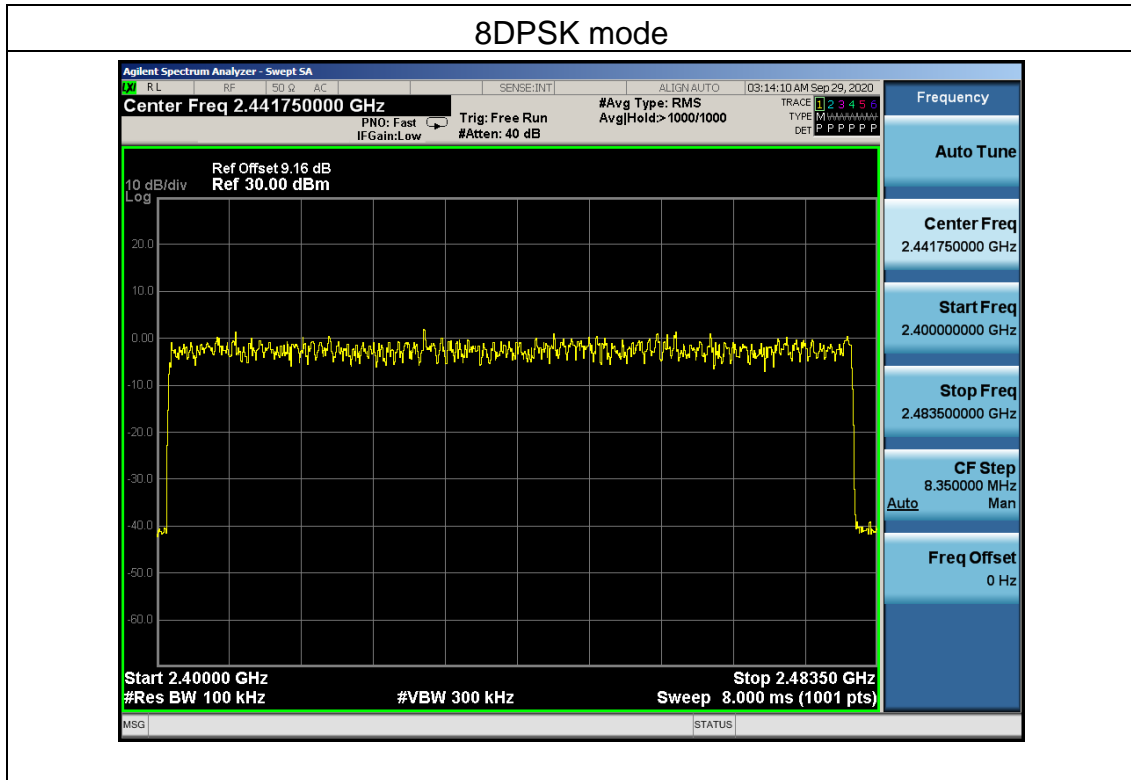 8DPSK mode
Agilent Spectrum Analyzer - Swept SA
LXI RL RF 50 Ω AC SENSE:INT ALIGN AUTO 03:14:10 AM Sep 29, 2020
Center Freq 2.441750000 GHz
PNO: Fast
IFGain:Low
Trig: Free Run
#Atten: 40 dB
#Avg Type: RMS
Avg|Hold:>1000/1000
TRACE 1 2 3 4 5 6
TYPE M
DET P P P P P P
Ref Offset 9.16 dB
10 dB/div Ref 30.00 dBm
Log
20.0
10.0
0.00
-10.0
-20.0
-30.0
-40.0
-50.0
-60.0
Start 2.40000 GHz Stop 2.48350 GHz
#Res BW 100 kHz #VBW 300 kHz Sweep 8.000 ms (1001 pts)
MSG STATUS
Frequency
Auto Tune
Center Freq
2.441750000 GHz
Start Freq
2.400000000 GHz
Stop Freq
2.483500000 GHz
CF Step
8.350000 MHz
Auto Man
Freq Offset
0 Hz